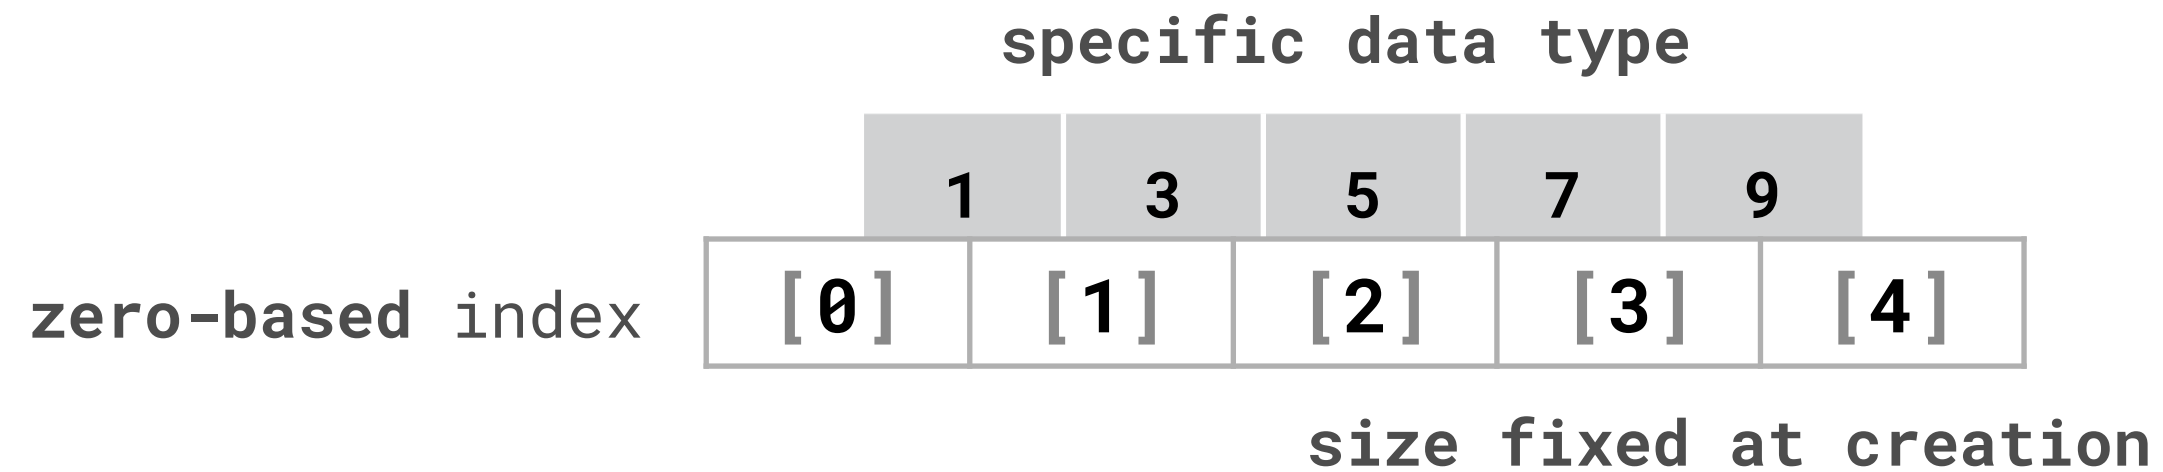 specific data type
1 3 5 7 9
zero-based index [0] [1] [2] [3] [4]
size fixed at creation